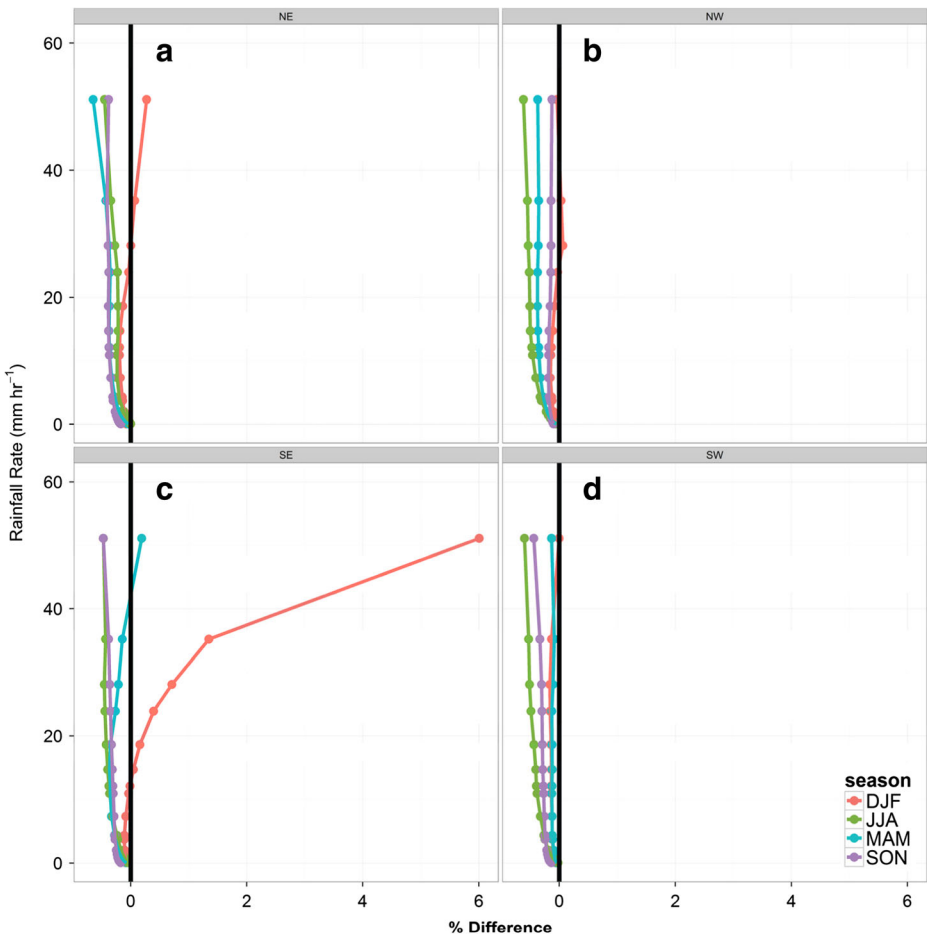 NE
NW
a
b
60
40
20
0
SE
SW
c
d
60
40
20
0
Rainfall Rate (mm hr⁻¹)
season
DJF
JJA
MAM
SON
0
2
4
6
0
2
4
6
% Difference